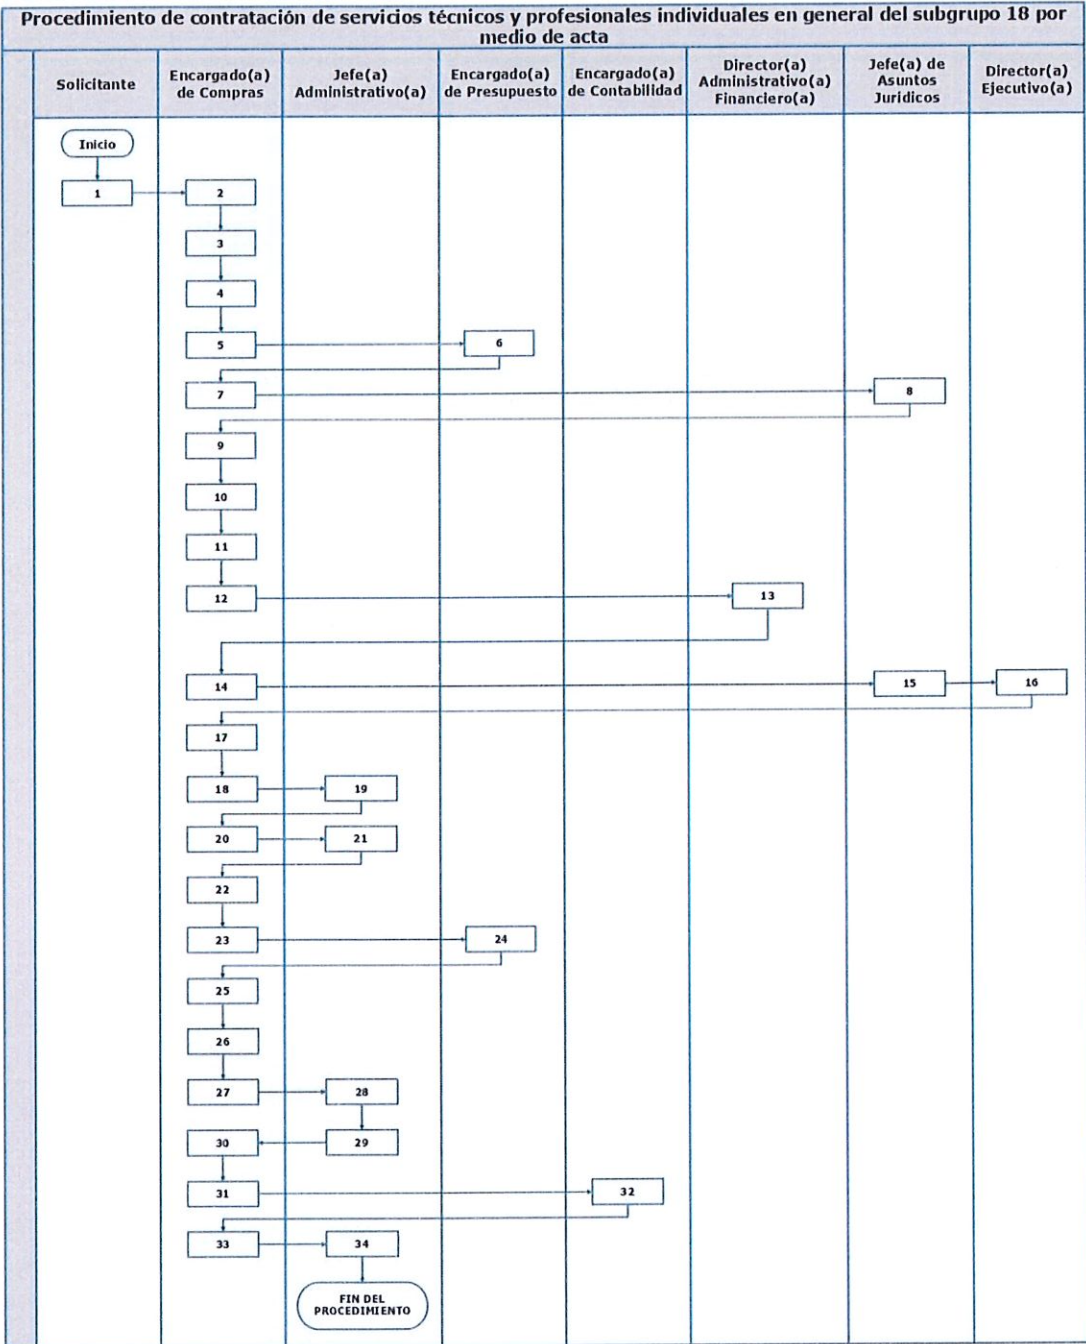 Procedimiento de contratación de servicios técnicos y profesionales individuales en general del subgrupo 18 por
medio de acta
Solicitante
Encargado(a)
de Compras
Jefe(a)
Administrativo(a)
Encargado(a)
de Presupuesto
Encargado(a)
de Contabilidad
Director(a)
Administrativo(a)
Financiero(a)
Jefe(a) de
Asuntos
Juridicos
Director(a)
Ejecutivo(a)
Inicio
1
2
3
4
5
6
7
8
9
10
11
12
13
14
15
16
17
18
19
20
21
22
23
24
25
26
27
28
30
29
31
32
33
34
FIN DEL
PROCEDIMIENTO